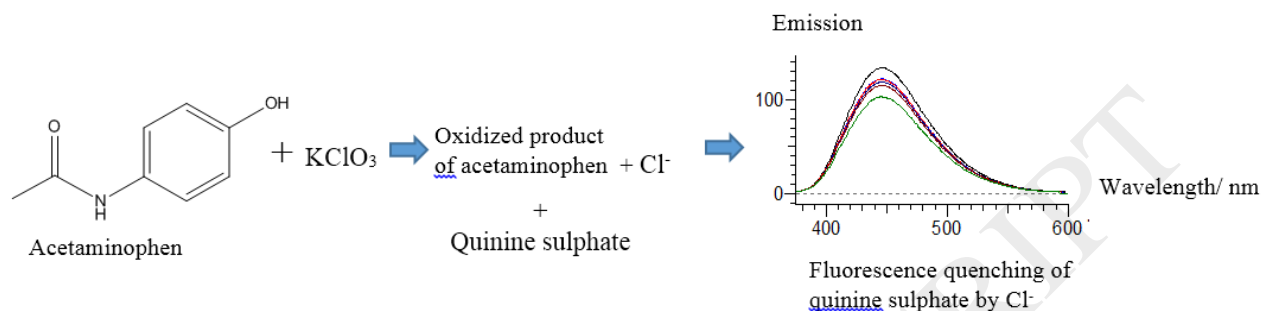 Emission
O
OH
N
H
Acetaminophen
+ KClO₃
Oxidized product
of acetaminophen + Cl⁻
+
Quinine sulphate
100
0
400 500 600
Wavelength/ nm
Fluorescence quenching of
quinine sulphate by Cl⁻
RIPT